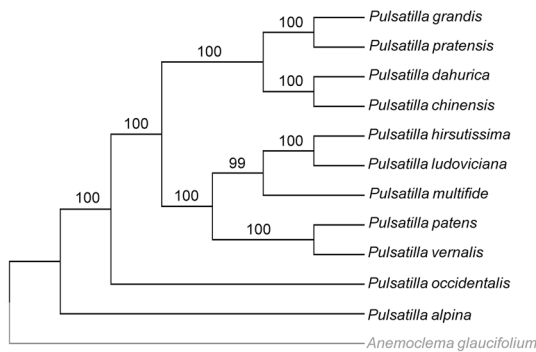 100 Pulsatilla grandis
100 Pulsatilla pratensis
100 Pulsatilla dahurica
Pulsatilla chinensis
100 100 Pulsatilla hirsutissima
99 Pulsatilla ludoviciana
100 100 Pulsatilla multifide
100 Pulsatilla patens
Pulsatilla vernalis
Pulsatilla occidentalis
Pulsatilla alpina
Anemoclema glaucifolium